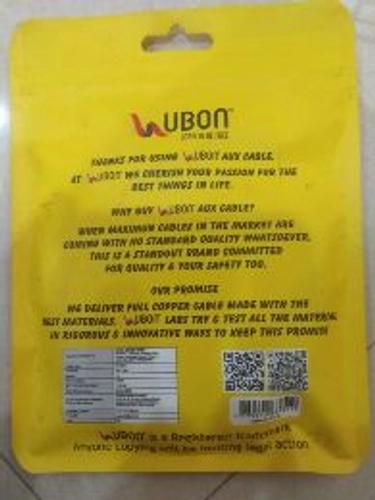 UBON
THANKS FOR USING UBON AUX CABLE.
AT UBON WE CHERISH YOUR PASSION FOR THE
BEST THINGS IN LIFE.
WHY BUY UBON AUX CABLE?
WHEN MAXIMUM CABLES IN THE MARKET ARE
COMING WITH NO STANDARD QUALITY WHATSOEVER,
THIS IS A STANDOUT BRAND COMMITTED
FOR QUALITY & YOUR SAFETY TOO.
OUR PROMISE
WE DELIVER FULL COPPER CABLE MADE WITH THE
BEST MATERIALS. UBON LABS TRY & TEST ALL THE MATERIAL
IN RIGOROUS & INNOVATIVE WAYS TO KEEP THIS PROMISE
UBON is a Registered Trademark
Anyone copying will be inviting legal action